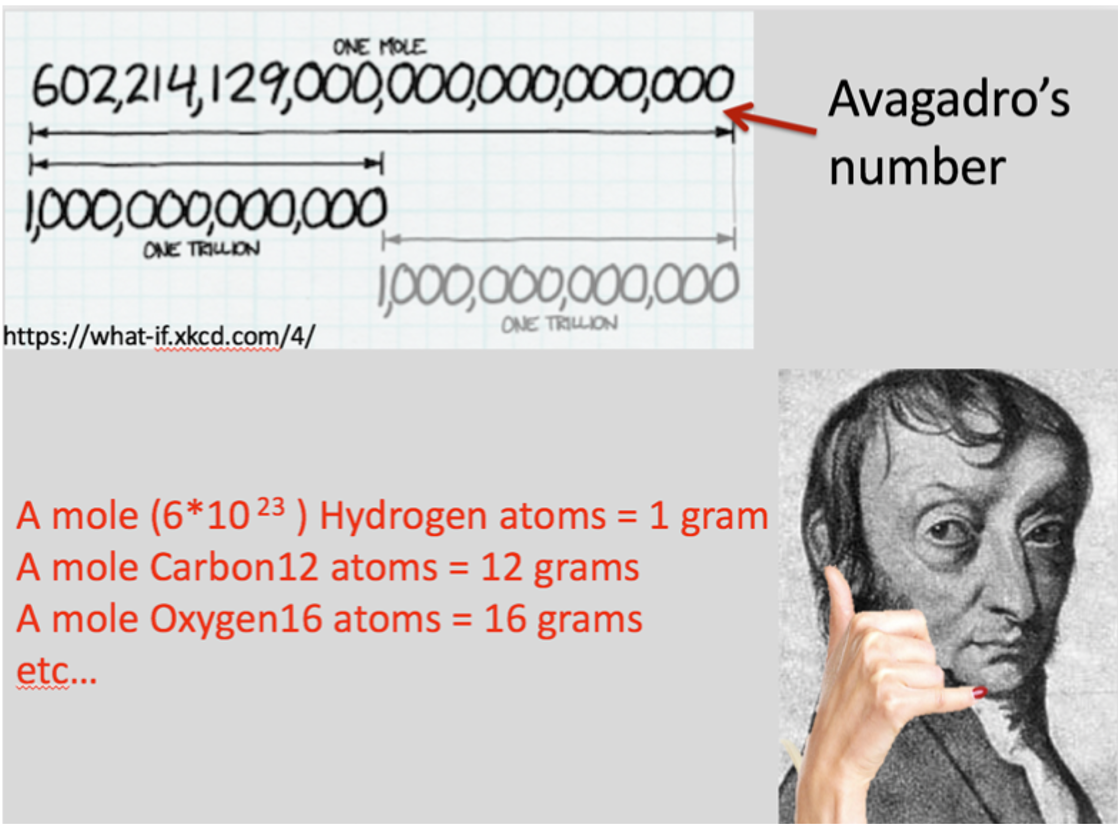 ONE MOLE
602,214,129,000,000,000,000,000
Avagadro's
number
1,000,000,000,000
ONE TRILLION
1,000,000,000,000
ONE TRILLION
https://what-if.xkcd.com/4/
A mole (6*10 23 ) Hydrogen atoms = 1 gram
A mole Carbon12 atoms = 12 grams
A mole Oxygen16 atoms = 16 grams
etc...